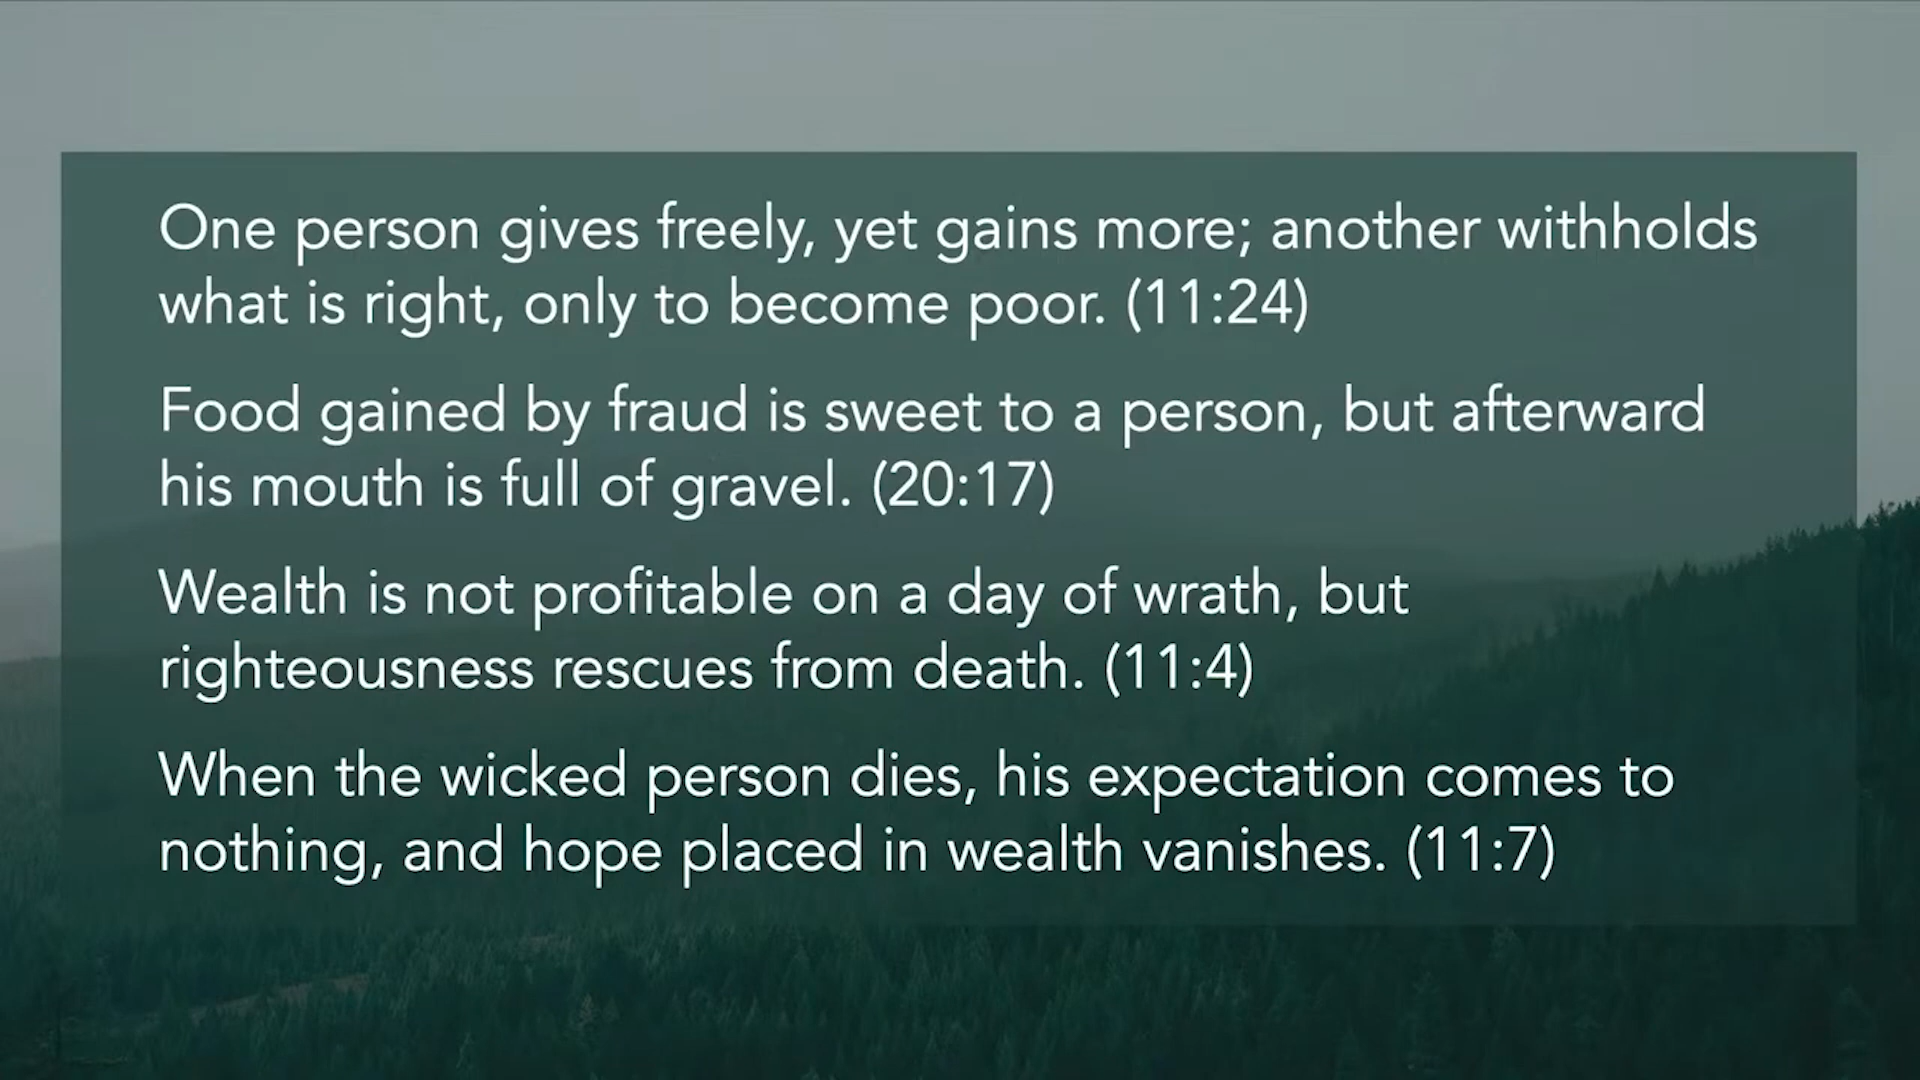 One person gives freely, yet gains more; another withholds
what is right, only to become poor. (11:24)
Food gained by fraud is sweet to a person, but afterward
his mouth is full of gravel. (20:17)
Wealth is not profitable on a day of wrath, but
righteousness rescues from death. (11:4)
When the wicked person dies, his expectation comes to
nothing, and hope placed in wealth vanishes. (11:7)